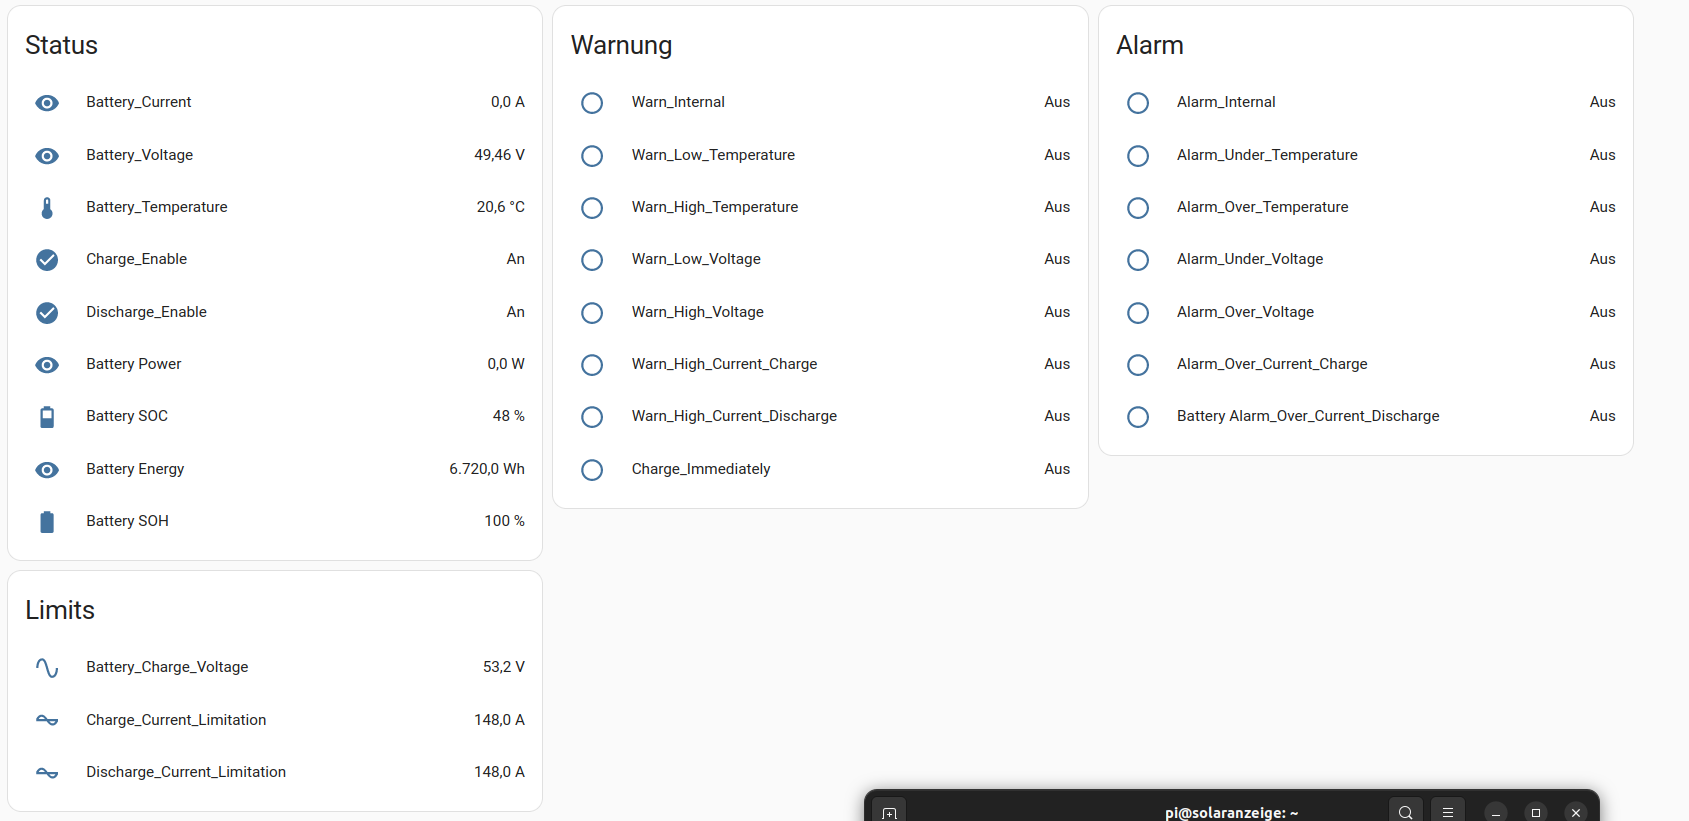 Status
Battery_Current 0,0 A
Battery_Voltage 49,46 V
Battery_Temperature 20,6 °C
Charge_Enable An
Discharge_Enable An
Battery Power 0,0 W
Battery SOC 48 %
Battery Energy 6.720,0 Wh
Battery SOH 100 %
Limits
Battery_Charge_Voltage 53,2 V
Charge_Current_Limitation 148,0 A
Discharge_Current_Limitation 148,0 A
Warnung
Warn_Internal Aus
Warn_Low_Temperature Aus
Warn_High_Temperature Aus
Warn_Low_Voltage Aus
Warn_High_Voltage Aus
Warn_High_Current_Charge Aus
Warn_High_Current_Discharge Aus
Charge_Immediately Aus
Alarm
Alarm_Internal Aus
Alarm_Under_Temperature Aus
Alarm_Over_Temperature Aus
Alarm_Under_Voltage Aus
Alarm_Over_Voltage Aus
Alarm_Over_Current_Charge Aus
Battery Alarm_Over_Current_Discharge Aus
pi@solaranzeige: ~